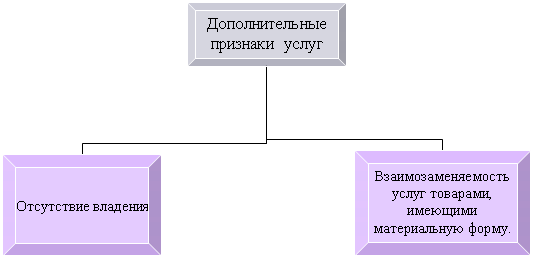 Дополнительные
признаки услуг
Отсутствие владения
Взаимозаменяемость
услуг товарами,
имеющими
материальную форму.